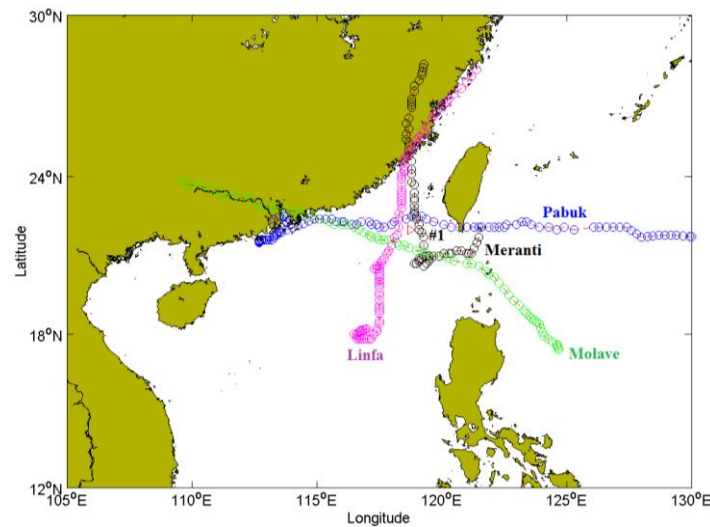 30°N
24°N
18°N
12°N
Latitude
Pabuk
#1
Meranti
Linfa
Molave
105°E
110°E
115°E
120°E
125°E
130°E
Longitude